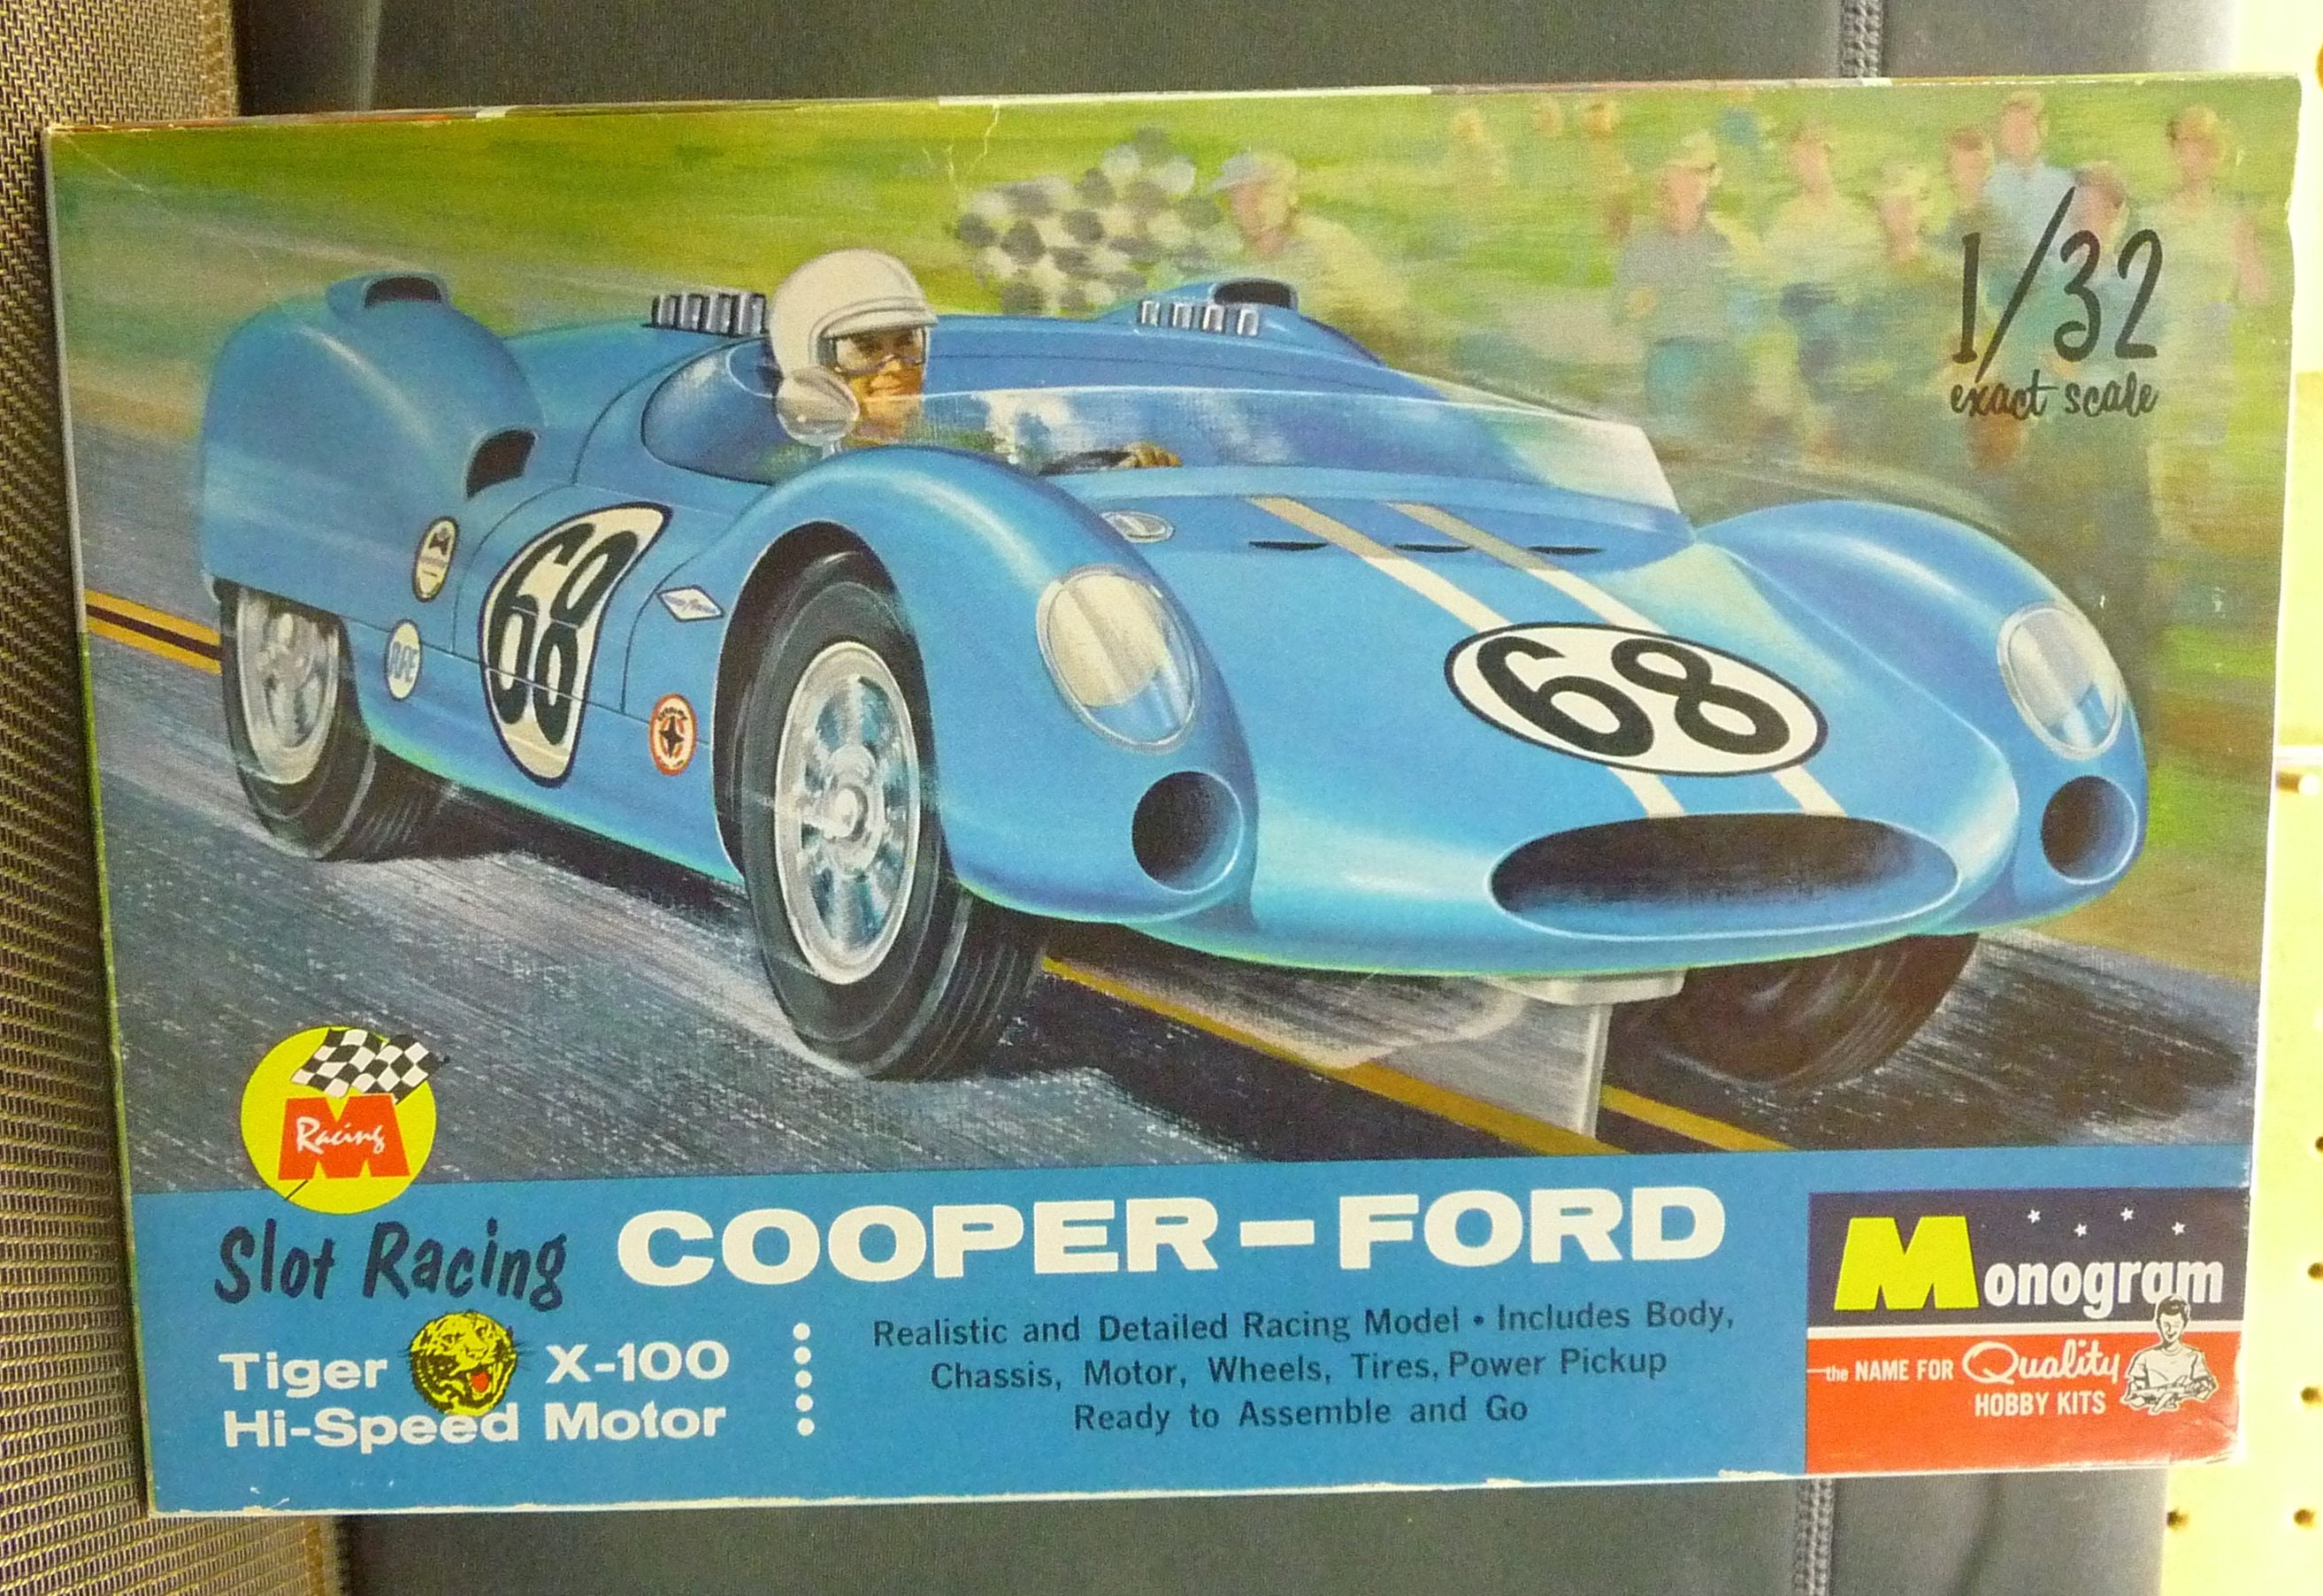 1/32
exact scale
68
68
Racing
Slot Racing
COOPER-FORD
Tiger X-100
Hi-Speed Motor
Realistic and Detailed Racing Model • Includes Body,
Chassis, Motor, Wheels, Tires, Power Pickup
Ready to Assemble and Go
Monogram
the NAME FOR Quality
HOBBY KITS